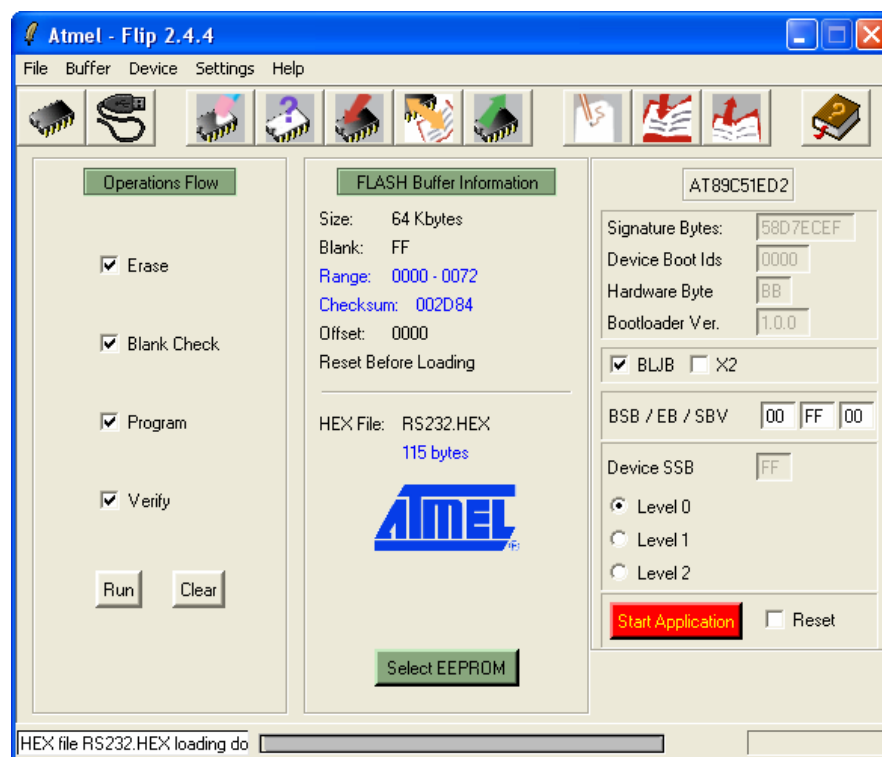 Atmel - Flip 2.4.4
File Buffer Device Settings Help
Operations Flow
Erase
Blank Check
Program
Verify
Run Clear
FLASH Buffer Information
Size: 64 Kbytes
Blank: FF
Range: 0000 - 0072
Checksum: 002D84
Offset: 0000
Reset Before Loading
HEX File: RS232.HEX
115 bytes
ATMEL
®
Select EEPROM
AT89C51ED2
Signature Bytes: 58D7ECEF
Device Boot Ids 0000
Hardware Byte BB
Bootloader Ver. 1.0.0
BLJB X2
BSB / EB / SBV 00 FF 00
Device SSB FF
Level 0
Level 1
Level 2
Start Application Reset
HEX file RS232.HEX loading do